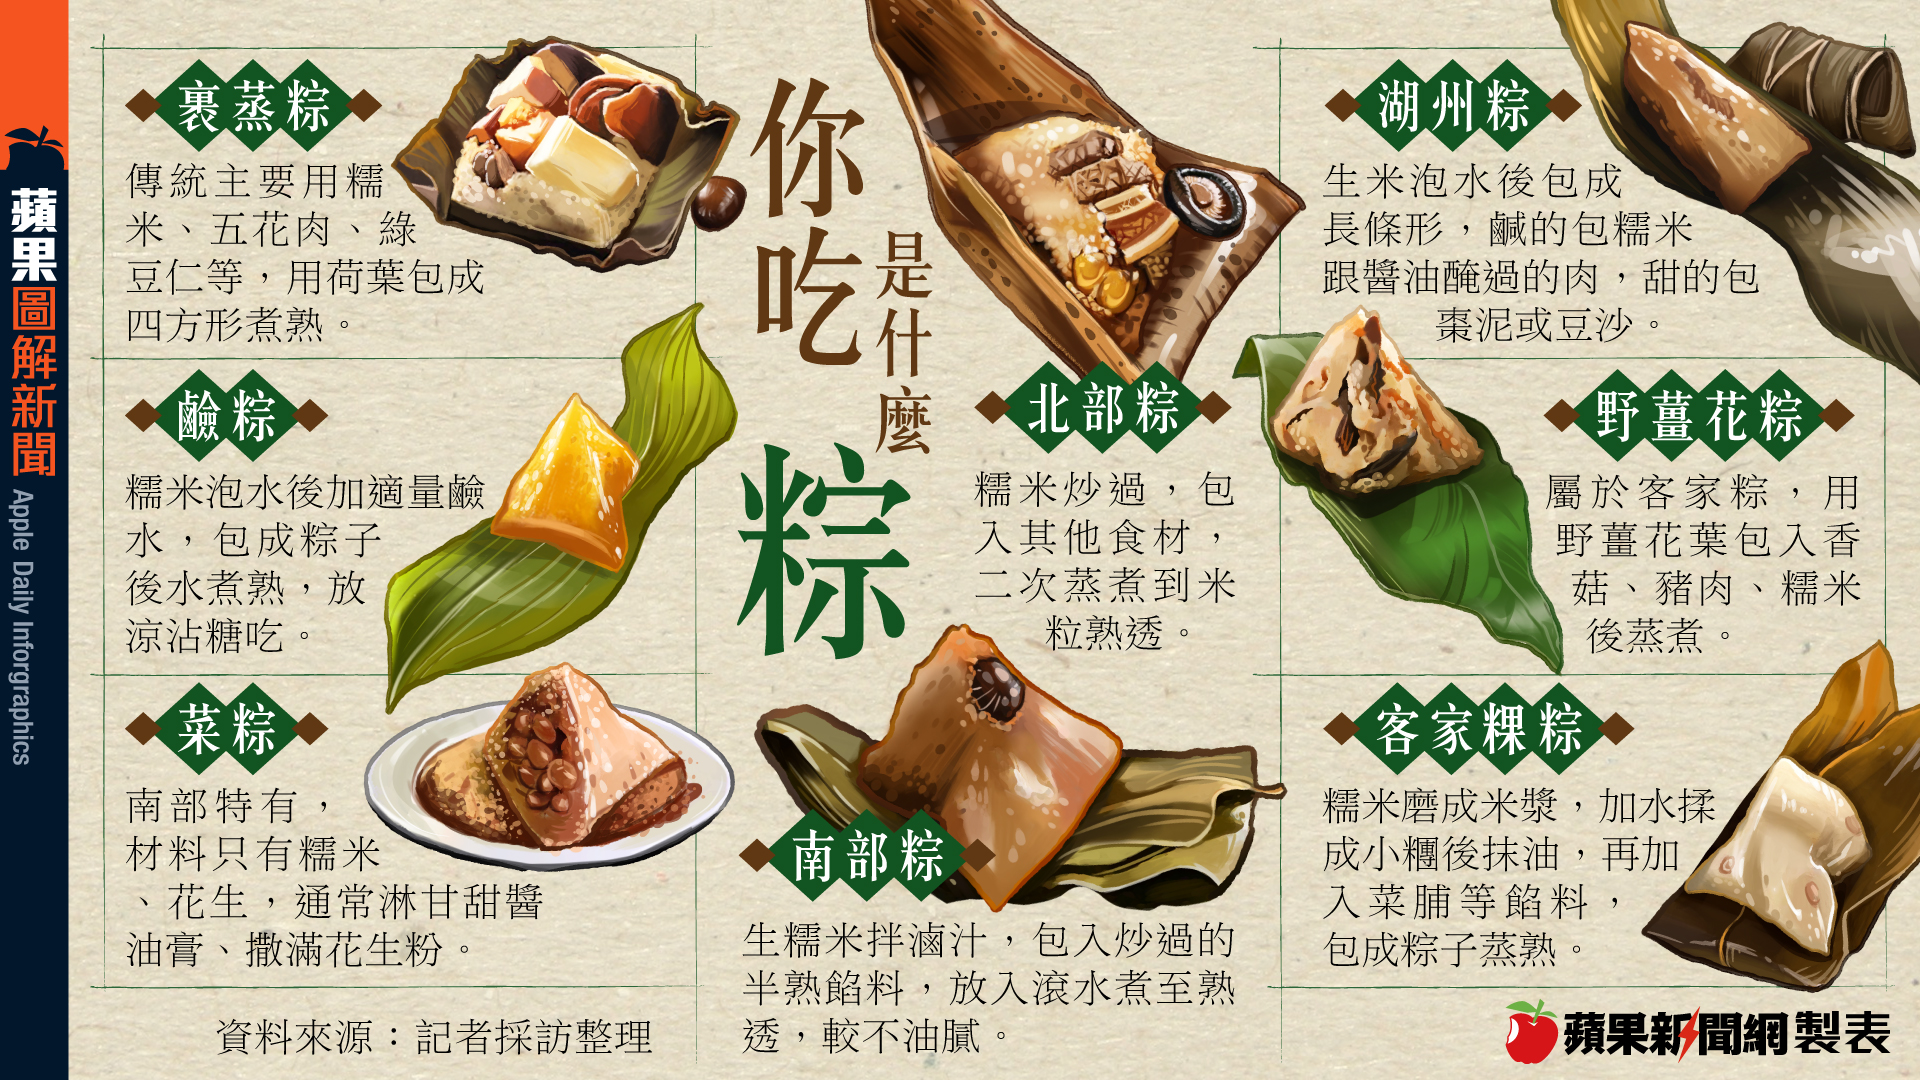 蘋果圖解新聞 Apple Daily Inforgraphics
你吃
是什麼
粽
裹蒸粽
傳統主要用糯
米、五花肉、綠
豆仁等，用荷葉包成
四方形煮熟。
鹼粽
糯米泡水後加適量鹼
水，包成粽子
後水煮熟，放
涼沾糖吃。
菜粽
南部特有，
材料只有糯米
、花生，通常淋甘甜醬
油膏、撒滿花生粉。
北部粽
糯米炒過，包
入其他食材，
二次蒸煮到米
粒熟透。
南部粽
生糯米拌滷汁，包入炒過的
半熟餡料，放入滾水煮至熟
透，較不油膩。
湖州粽
生米泡水後包成
長條形，鹹的包糯米
跟醬油醃過的肉，甜的包
棗泥或豆沙。
野薑花粽
屬於客家粽，用
野薑花葉包入香
菇、豬肉、糯米
後蒸煮。
客家粿粽
糯米磨成米漿，加水揉
成小糰後抹油，再加
入菜脯等餡料，
包成粽子蒸熟。
資料來源：記者採訪整理
蘋果新聞網製表